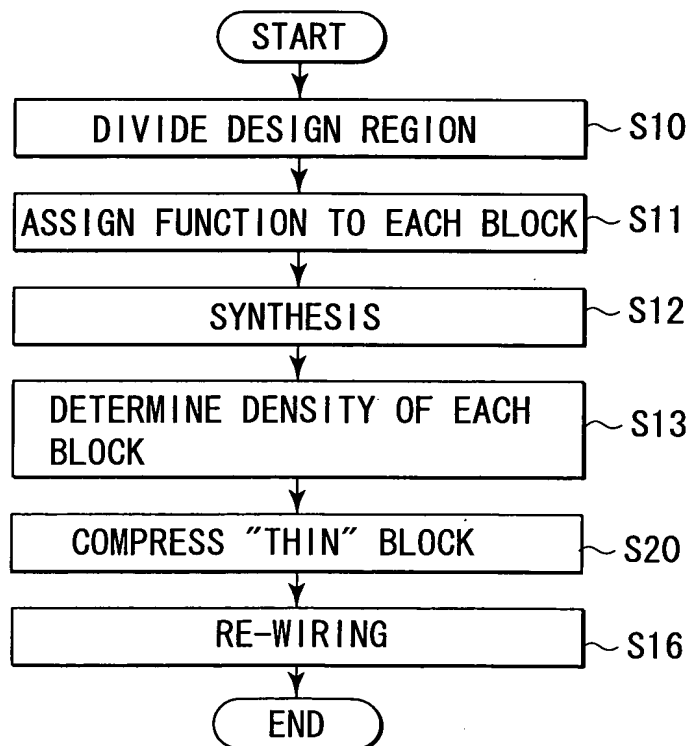 START
DIVIDE DESIGN REGION
S10
ASSIGN FUNCTION TO EACH BLOCK
S11
SYNTHESIS
S12
DETERMINE DENSITY OF EACH
BLOCK
S13
COMPRESS "THIN" BLOCK
S20
RE-WIRING
S16
END